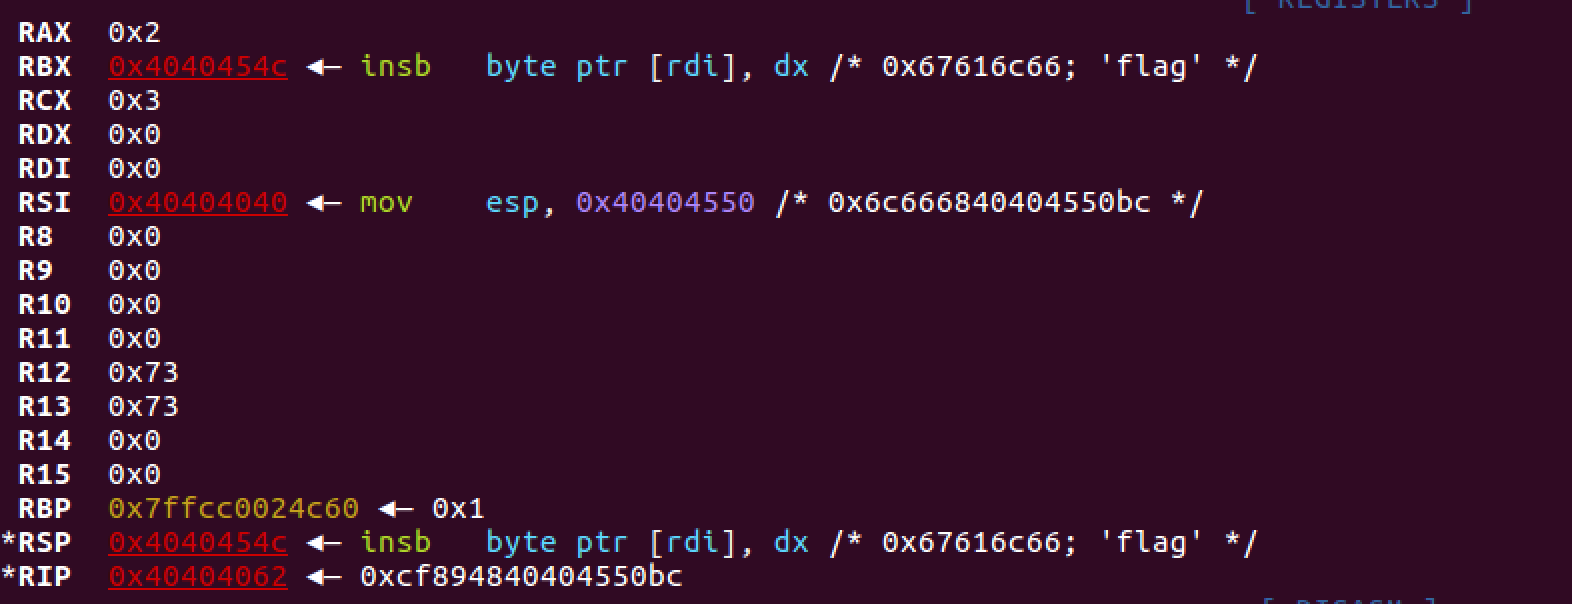 [ REGISTERS ]
RAX 0x2
RBX 0x4040454c ◂— insb byte ptr [rdi], dx /* 0x67616c66; 'flag' */
RCX 0x3
RDX 0x0
RDI 0x0
RSI 0x40404040 ◂— mov esp, 0x40404550 /* 0x6c666840404550bc */
R8 0x0
R9 0x0
R10 0x0
R11 0x0
R12 0x73
R13 0x73
R14 0x0
R15 0x0
RBP 0x7ffcc0024c60 ◂— 0x1
*RSP 0x4040454c ◂— insb byte ptr [rdi], dx /* 0x67616c66; 'flag' */
*RIP 0x40404062 ◂— 0xcf894840404550bc